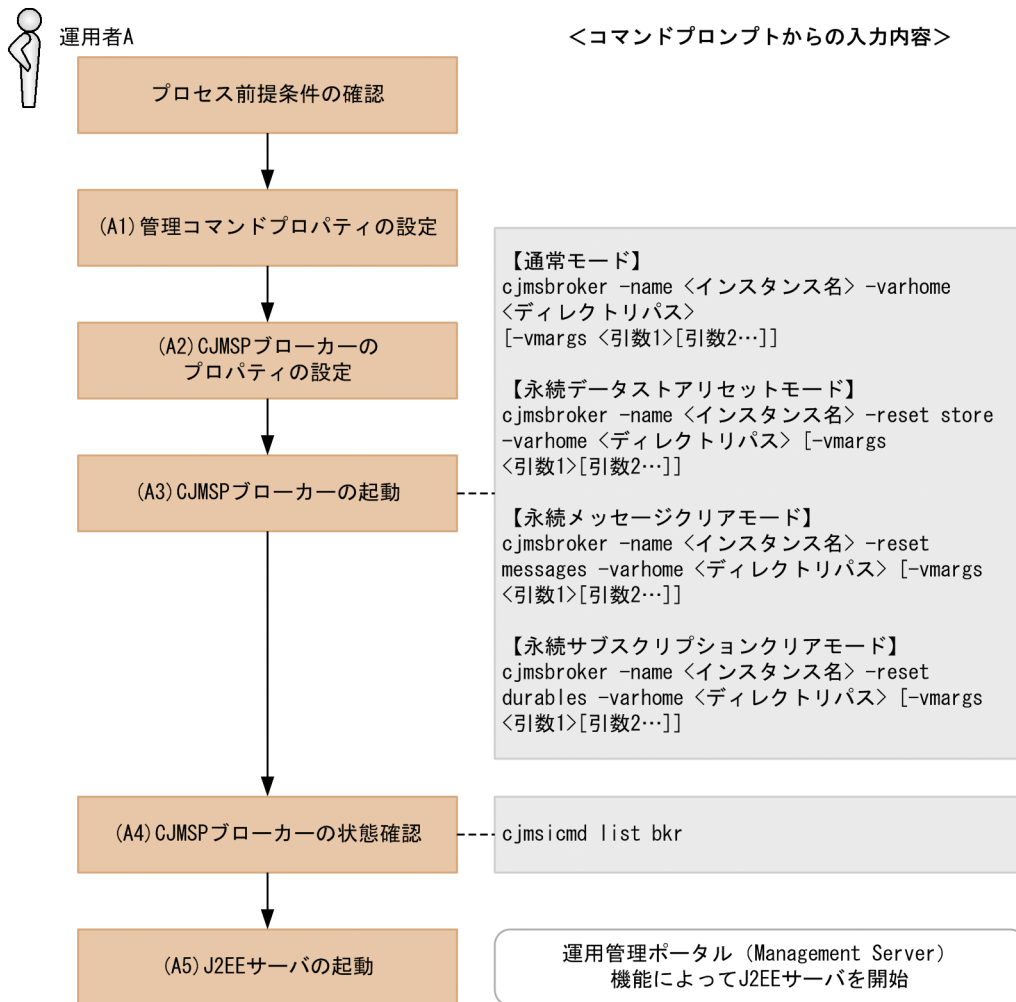 運用者A
<コマンドプロンプトからの入力内容>
プロセス前提条件の確認
(A1)管理コマンドプロパティの設定
(A2)CJMSPブローカーの
プロパティの設定
(A3)CJMSPブローカーの起動
【通常モード】
cjmsbroker -name <インスタンス名> -varhome
<ディレクトリパス>
[-vmargs <引数1>[引数2…]]
【永続データストアリセットモード】
cjmsbroker -name <インスタンス名> -reset store
-varhome <ディレクトリパス> [-vmargs
<引数1>[引数2…]]
【永続メッセージクリアモード】
cjmsbroker -name <インスタンス名> -reset
messages -varhome <ディレクトリパス> [-vmargs
<引数1>[引数2…]]
【永続サブスクリプションクリアモード】
cjmsbroker -name <インスタンス名> -reset
durables -varhome <ディレクトリパス> [-vmargs
<引数1>[引数2…]]
(A4)CJMSPブローカーの状態確認
cjmsicmd list bkr
(A5)J2EEサーバの起動
運用管理ポータル (Management Server)
機能によってJ2EEサーバを開始